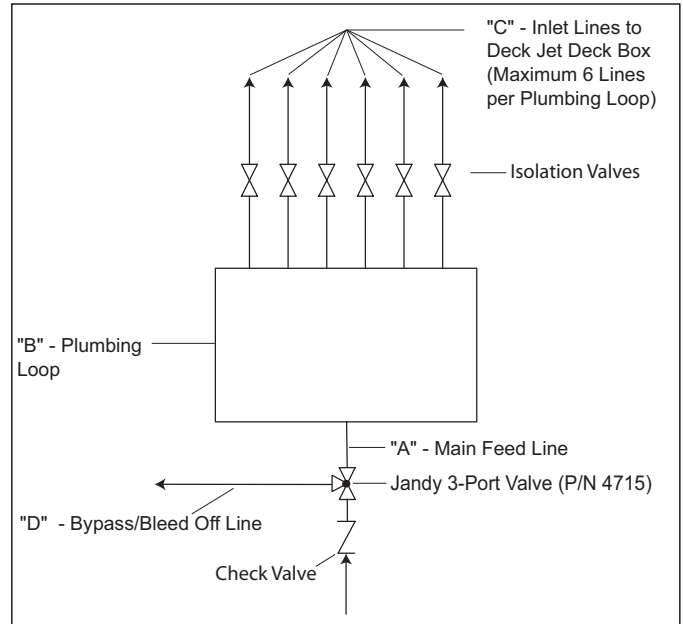 "C" - Inlet Lines to
Deck Jet Deck Box
(Maximum 6 Lines
per Plumbing Loop)
Isolation Valves
"B" - Plumbing
Loop
"A" - Main Feed Line
Jandy 3-Port Valve (P/N 4715)
"D" - Bypass/Bleed Off Line
Check Valve